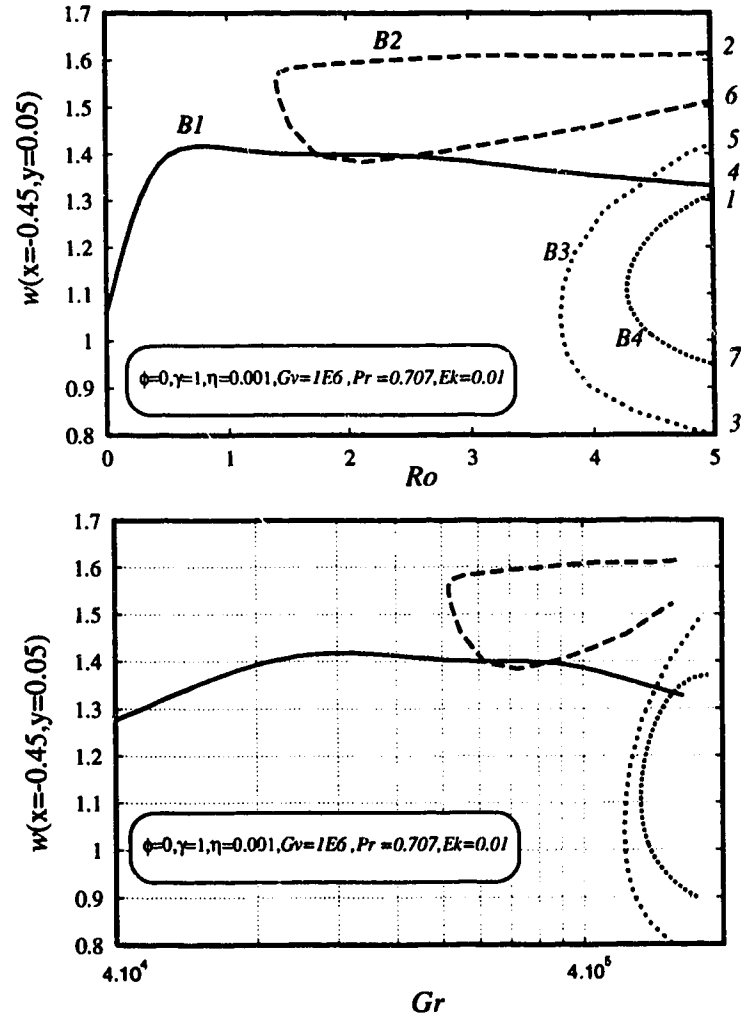 1.7
1.6
1.5
1.4
1.3
1.2
1.1
1
0.9
0.8
w(x=-0.45,y=0.05)
B1
B2
B3
B4
2
6
5
4
1
7
3
ϕ=0,γ=1,η=0.001,Gv=1E6,Pr=0.707,Ek=0.01
0 1 2 3 4 5
Ro
1.7
1.6
1.5
1.4
1.3
1.2
1.1
1
0.9
0.8
w(x=-0.45,y=0.05)
ϕ=0,γ=1,η=0.001,Gv=1E6,Pr=0.707,Ek=0.01
4.10⁴ 4.10⁵
Gr